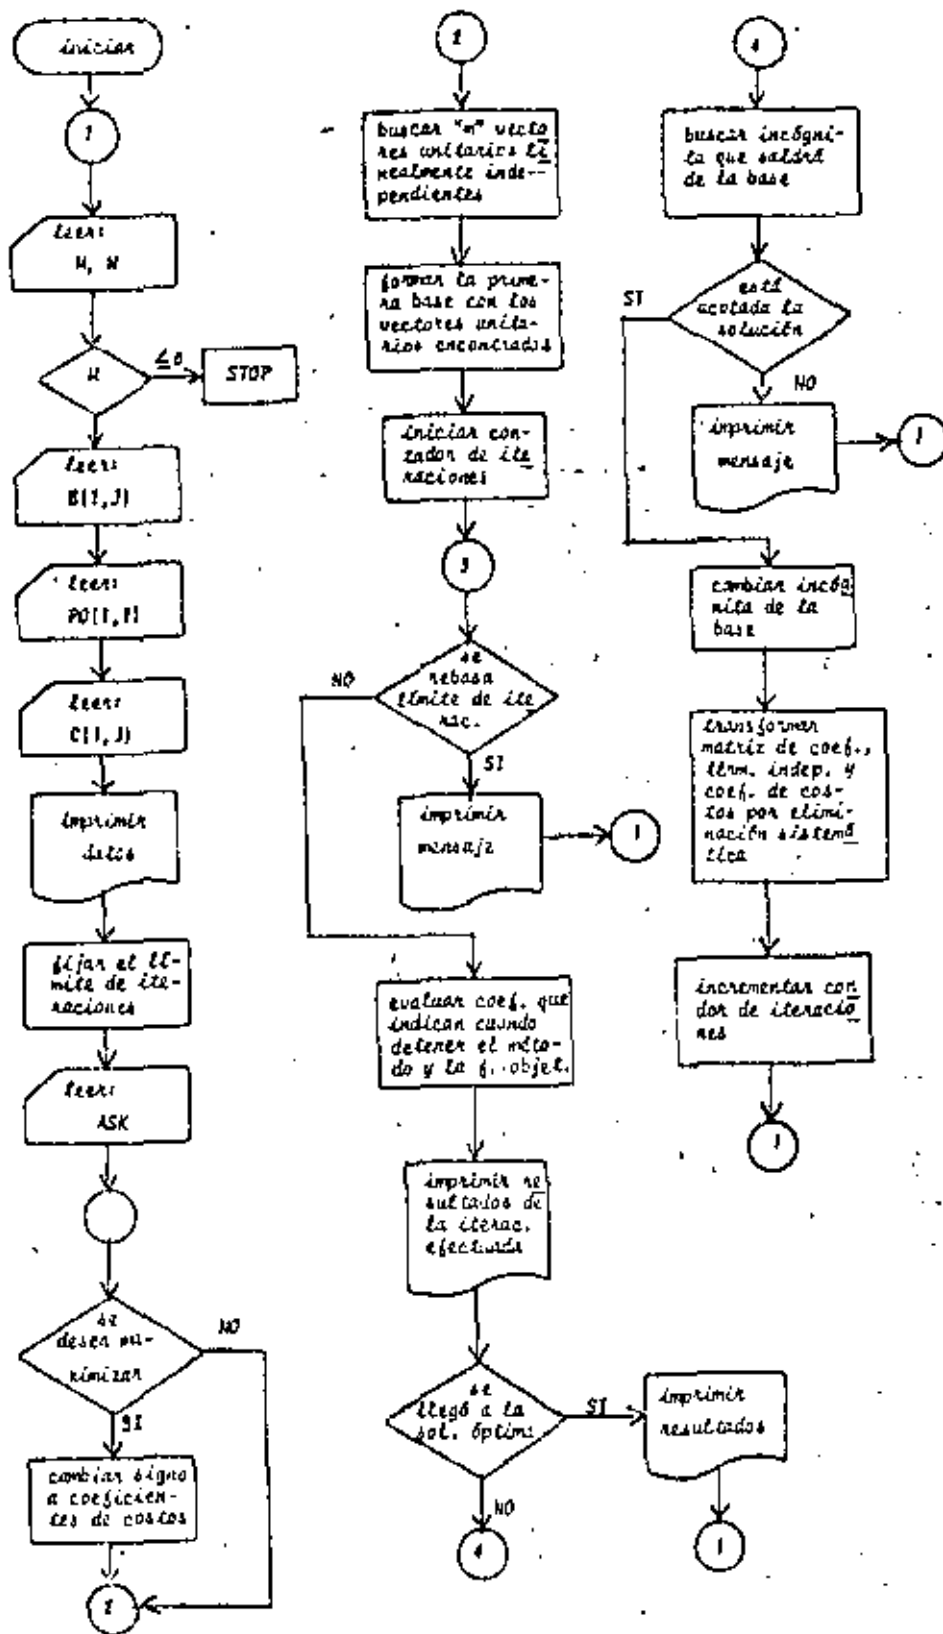 iniciar
1
leer:
M, N
M
≤0
STOP
leer:
B(I,J)
leer:
PO(I,1)
leer:
C(1,J)
imprimir
datos
fijar el lí-
mite de ite-
raciones
leer:
ASK
se
desea ma-
ximizar
NO
SI
cambiar signo
a coeficien-
tes de costos
2
2
buscar "m" vecto
res unitarios li
nealmente inde-
pendientes
formar la prime-
ra base con los
vectores unita-
rios encontrados
iniciar con-
tador de ite
raciones
3
se
rebasa
límite de ite
rac.
NO
SI
imprimir
mensaje
1
evaluar coef. que
indican cuando
detener el méto-
do y la f. objet.
imprimir re
sultados de
la iterac.
efectuada
se
llegó a la
sol. óptima
SI
NO
imprimir
resultados
4
1
4
buscar incógni-
ta que saldrá
de la base
está
acotada la
solución
SI
NO
imprimir
mensaje
1
cambiar incóg
nita de la
base
transformar
matriz de coef.,
térm. indep. y
coef. de cos-
tos por elimi-
nación sistemá
tica
incrementar con
dor de iteracio
nes